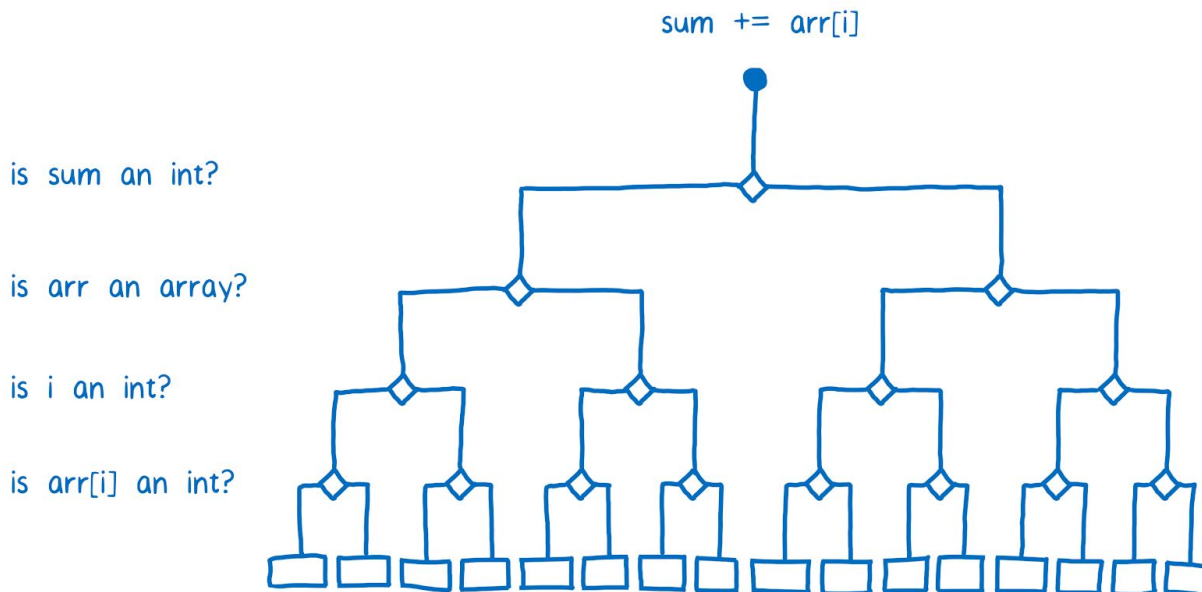 sum += arr[i]
is sum an int?
is arr an array?
is i an int?
is arr[i] an int?